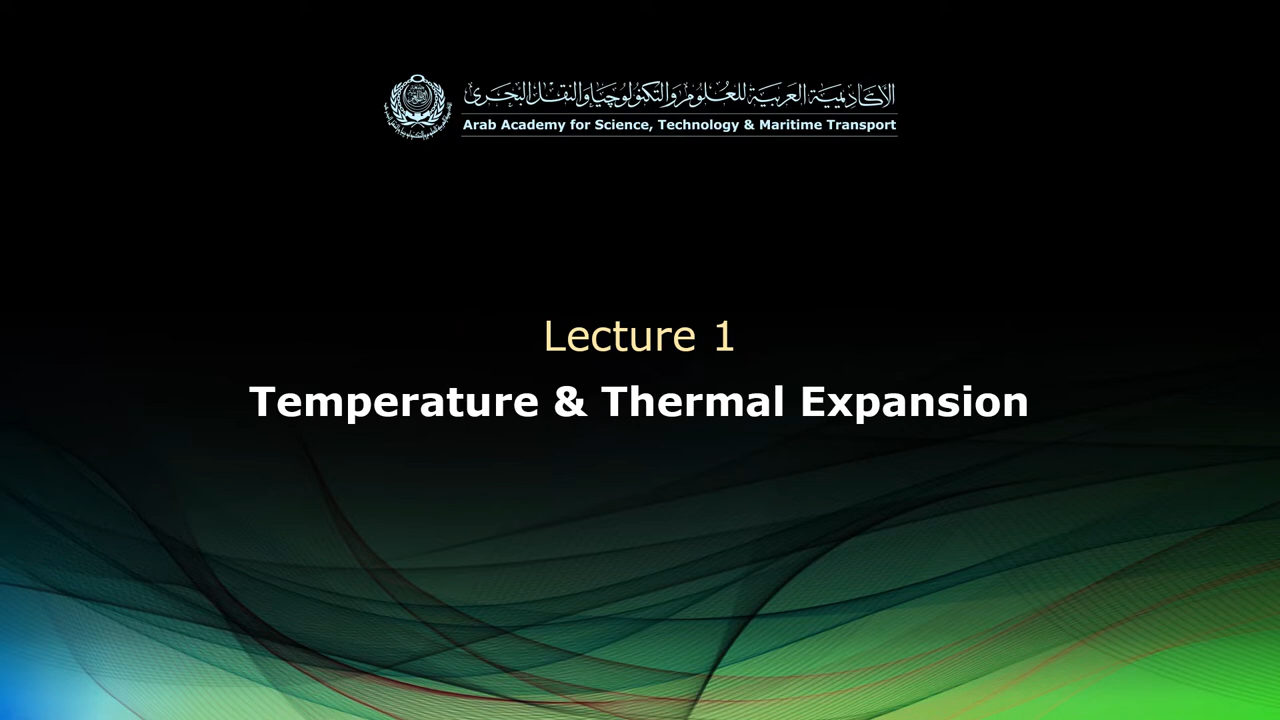 الأكاديمية العربية للعلوم والتكنولوجيا والنقل البحرى
Arab Academy for Science, Technology & Maritime Transport
Lecture 1
Temperature & Thermal Expansion